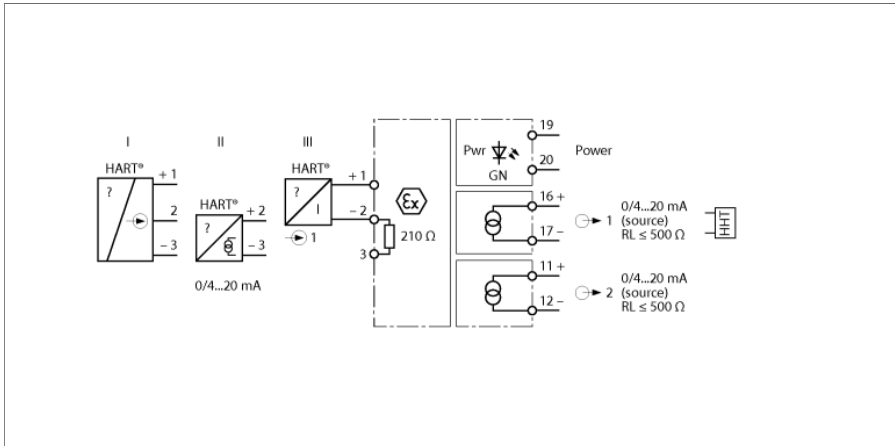 I
II
III
HART®
?
+ 1
2
– 3
HART®
?
+ 2
– 3
0/4...20 mA
HART®
?
I
+ 1
– 2
1
3
210 Ω
Ex
Pwr
GN
19
20
Power
16 +
17 –
1
0/4...20 mA
(source)
RL ≤ 500 Ω
HHT
11 +
12 –
2
0/4...20 mA
(source)
RL ≤ 500 Ω